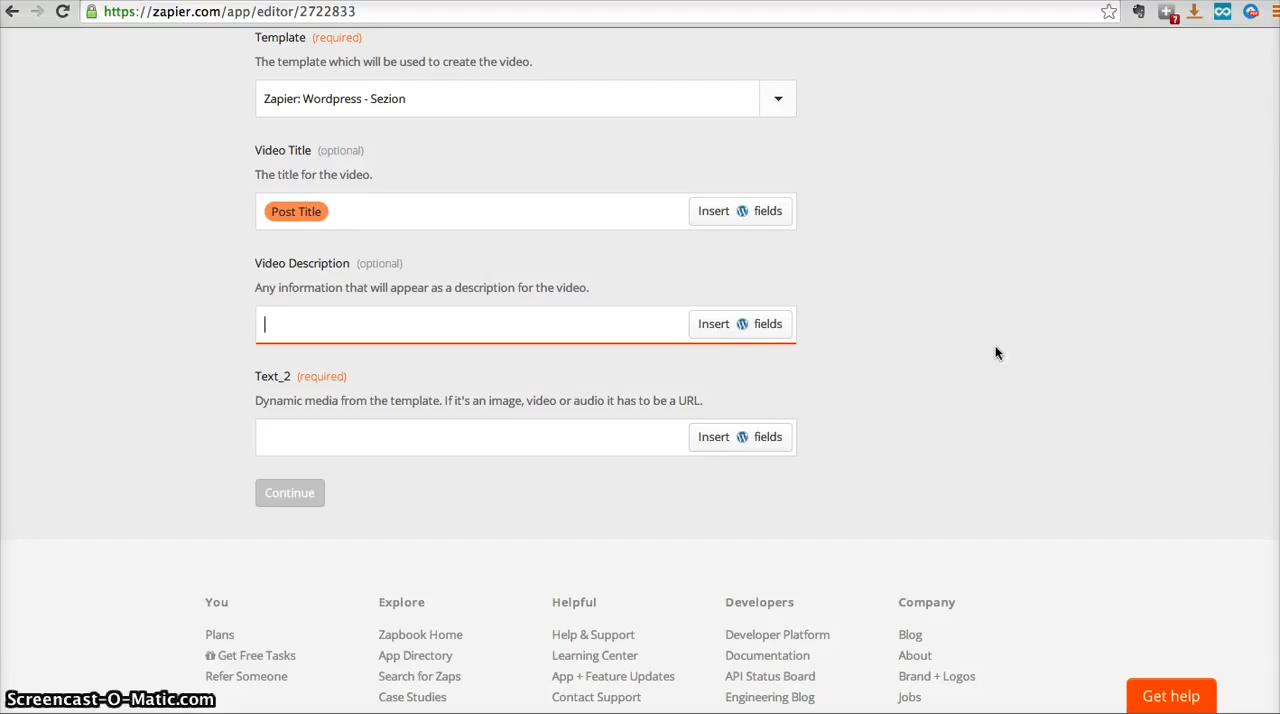 https://zapier.com/app/editor/2722833
7
Template (required)
The template which will be used to create the video.
Zapier: Wordpress - Sezion
Video Title (optional)
The title for the video.
Post Title
Insert fields
Video Description (optional)
Any information that will appear as a description for the video.
Insert fields
Text_2 (required)
Dynamic media from the template. If it's an image, video or audio it has to be a URL.
Insert fields
Continue
You Explore Helpful Developers Company
Plans Zapbook Home Help & Support Developer Platform Blog
Get Free Tasks App Directory Learning Center Documentation About
Refer Someone Search for Zaps App + Feature Updates API Status Board Brand + Logos
Case Studies Contact Support Engineering Blog Jobs
Get help
Screencast-O-Matic.com